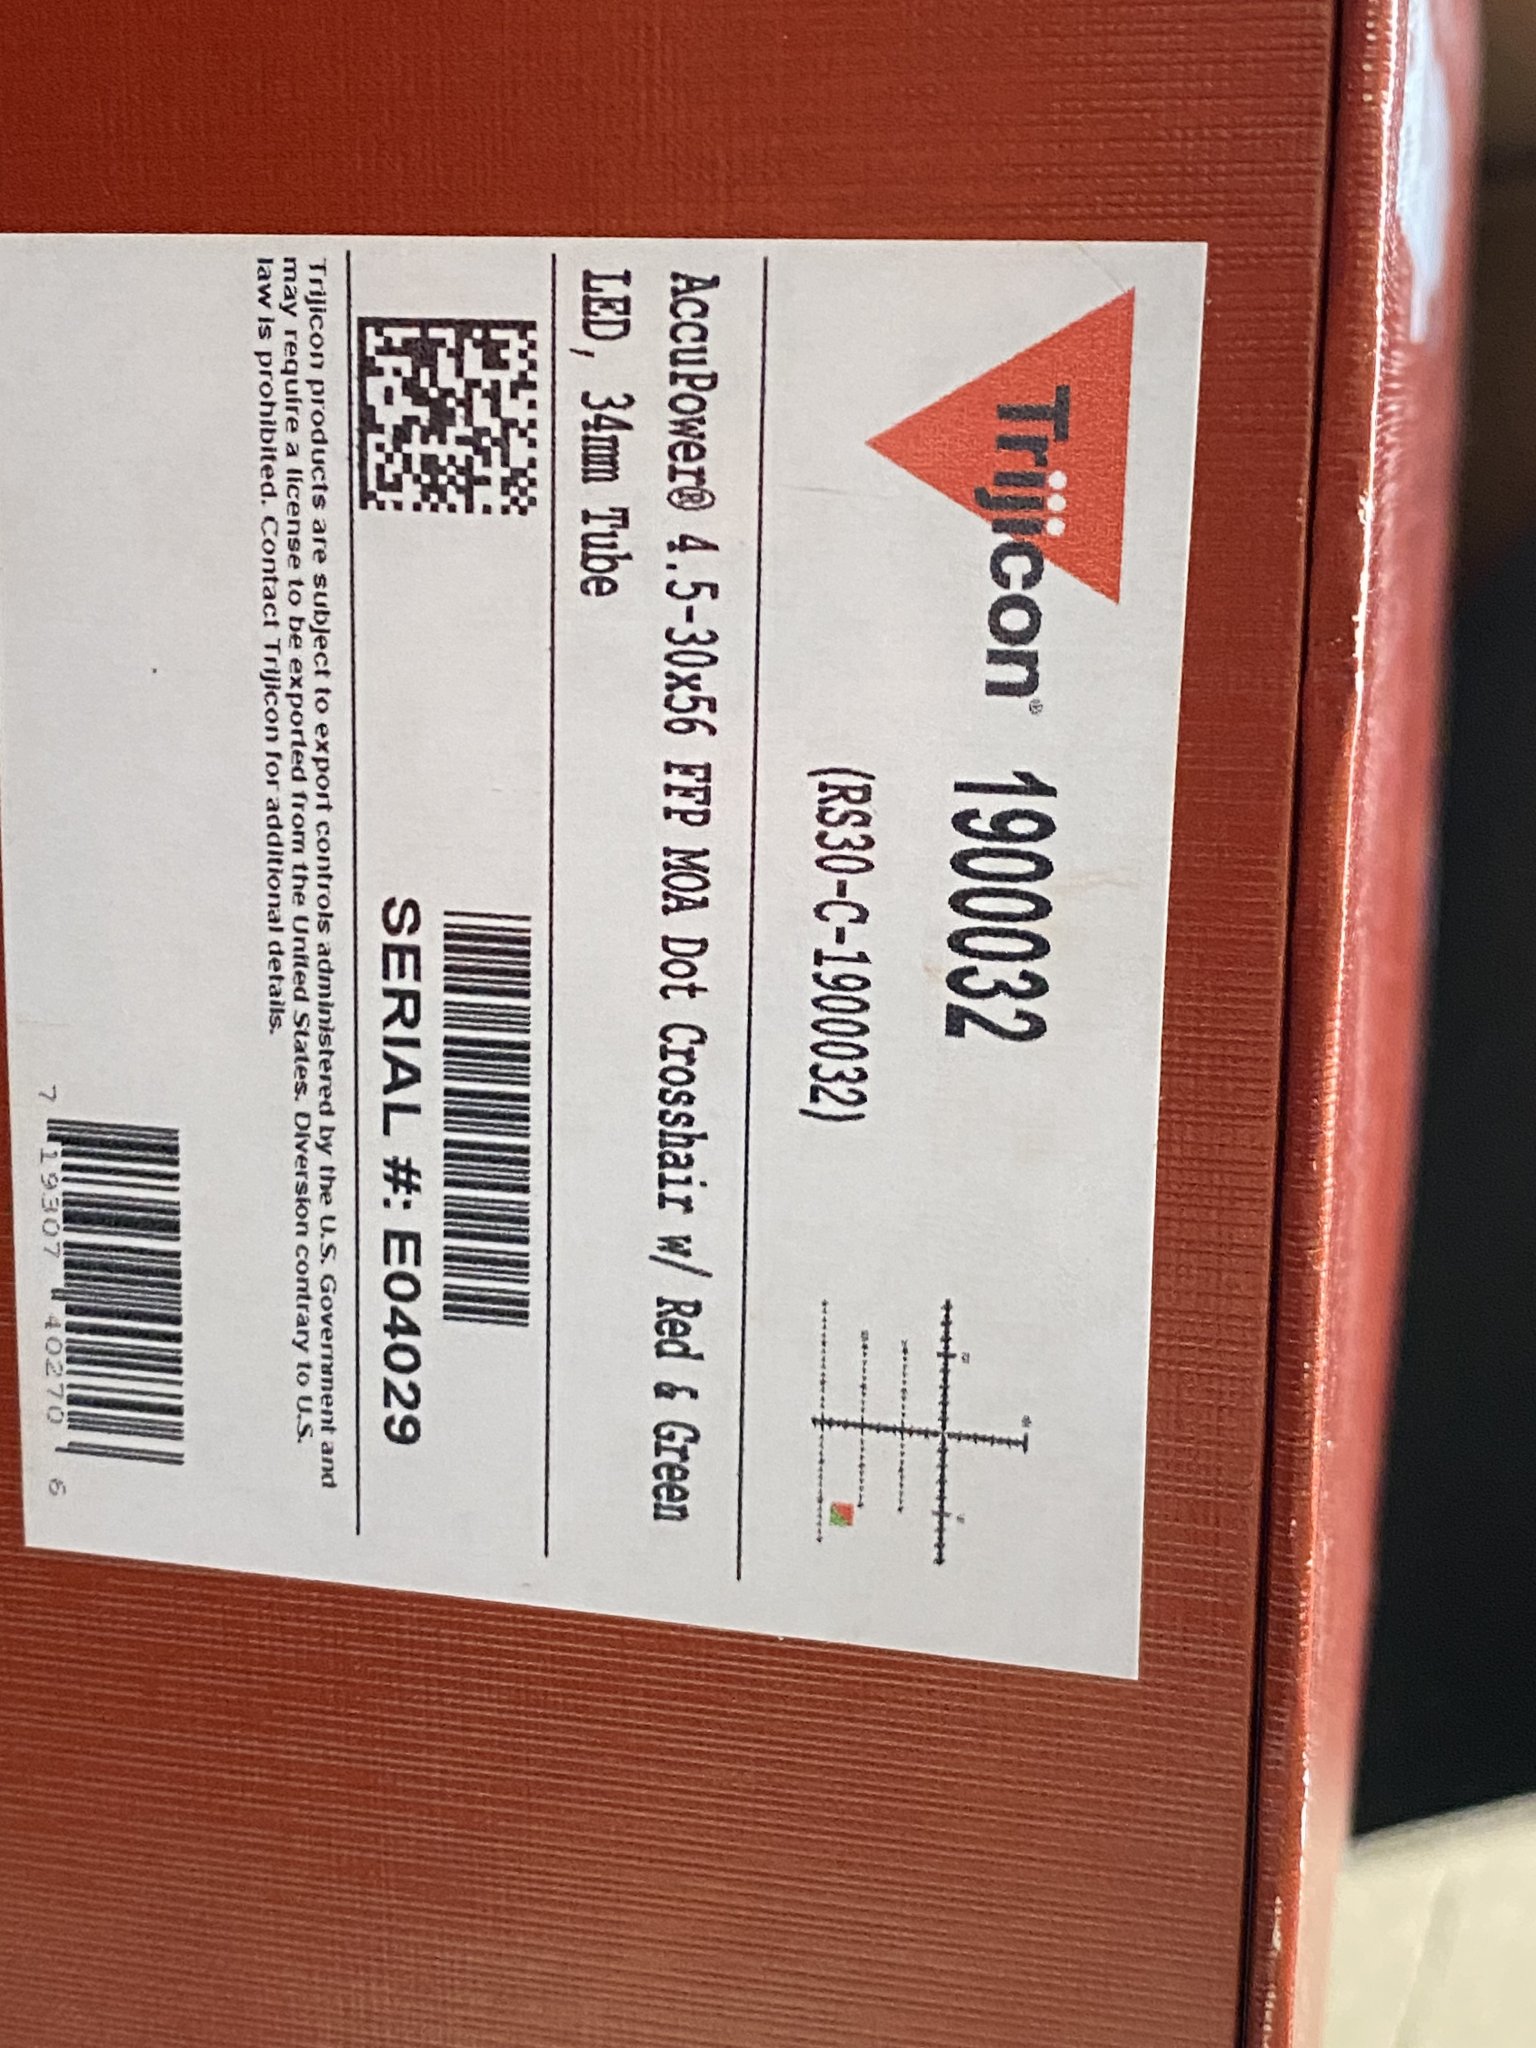 Trijicon® 1900032
(RS30-C-1900032)
AccuPower® 4.5-30x56 FFP MOA Dot Crosshair w/ Red & Green
LED, 34mm Tube
SERIAL #: E04029
Trijicon products are subject to export controls administered by the U.S. Government and
may require a license to be exported from the United States. Diversion contrary to U.S.
law is prohibited. Contact Trijicon for additional details.
7 19307 40270 6